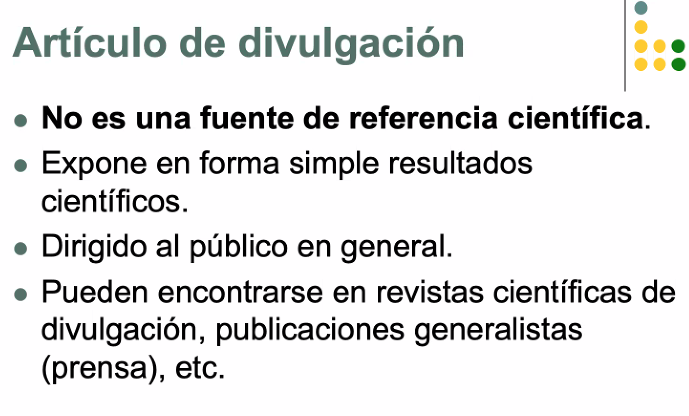 Artículo de divulgación
No es una fuente de referencia científica.
Expone en forma simple resultados
científicos.
Dirigido al público en general.
Pueden encontrarse en revistas científicas de
divulgación, publicaciones generalistas
(prensa), etc.